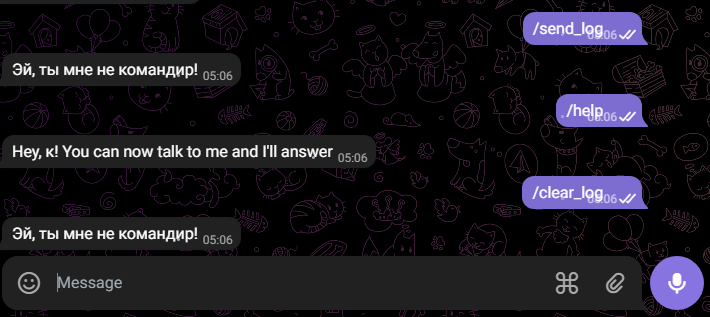 /send_log
05:06
Эй, ты мне не командир! 05:06
/help
05:06
Hey, к! You can now talk to me and I'll answer 05:06
/clear_log
05:06
Эй, ты мне не командир! 05:06
Message